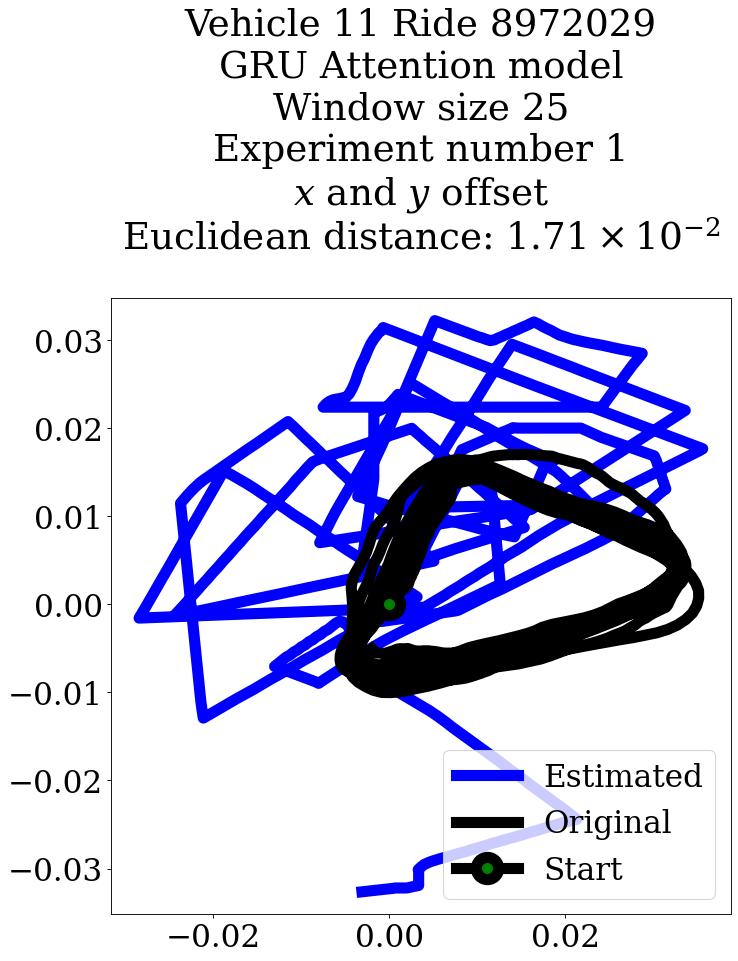 Vehicle 11 Ride 8972029
GRU Attention model
Window size 25
Experiment number 1
x and y offset
Euclidean distance: 1.71 × 10⁻²
0.03
0.02
0.01
0.00
−0.01
−0.02
−0.03
Estimated
Original
Start
−0.02
0.00
0.02